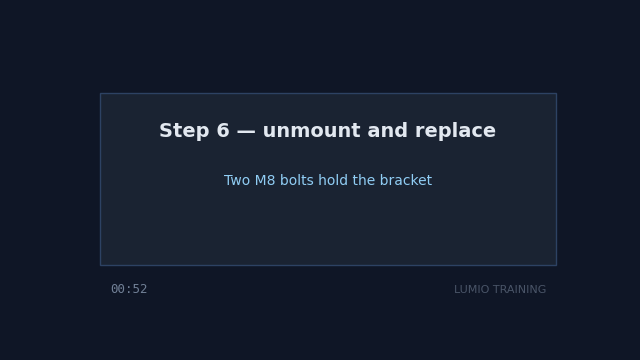 Step 6 — unmount and replace
Two M8 bolts hold the bracket
00:52
LUMIO TRAINING